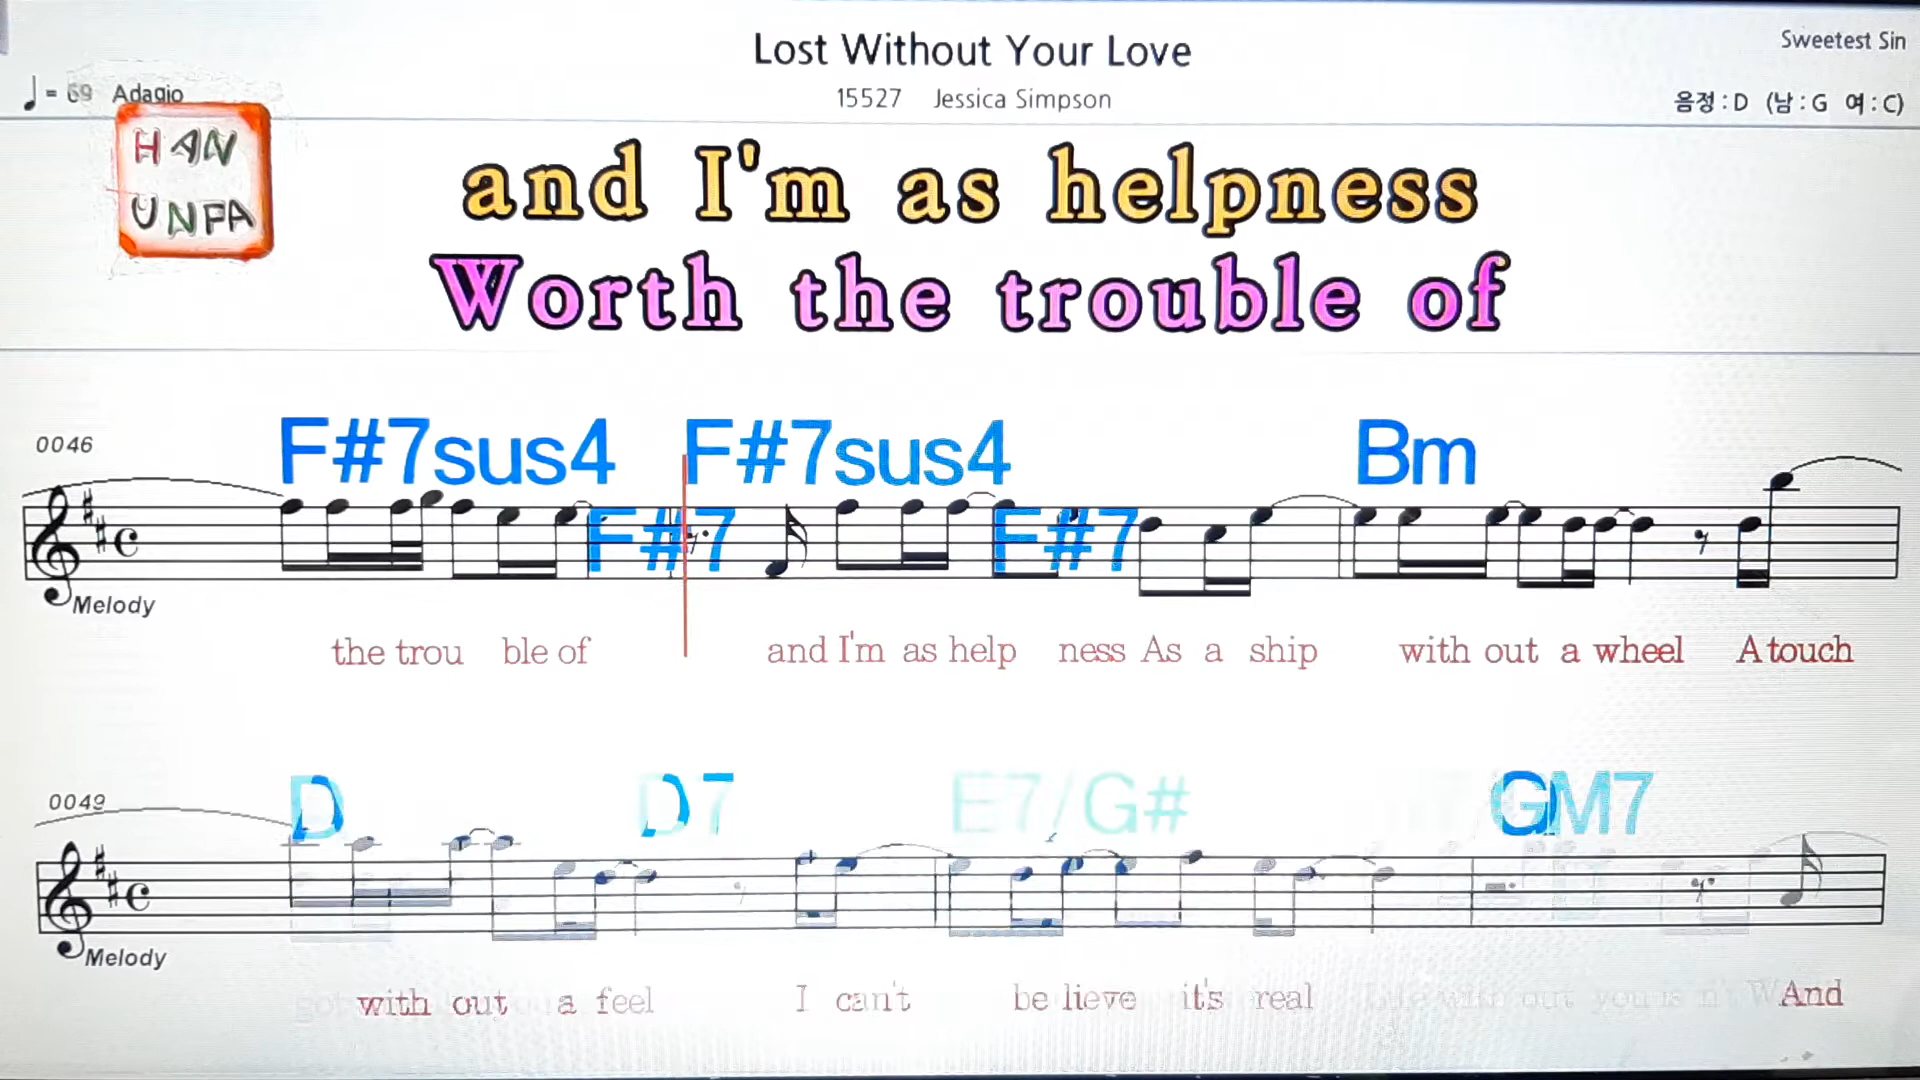 Lost Without Your Love
Sweetest Sin
♩= 69 Adagio
15527 Jessica Simpson
음정 : D (남 : G 여 : C)
HAN
UNPA
and I'm as helpness
Worth the trouble of
0046
F#7sus4 F#7sus4 Bm
F#7 F#7
Melody
the trou ble of and I'm as help ness As a ship with out a wheel A touch
0049
D D7 E7/G# GM7
Melody
with out a feel I can't be lieve it's real And